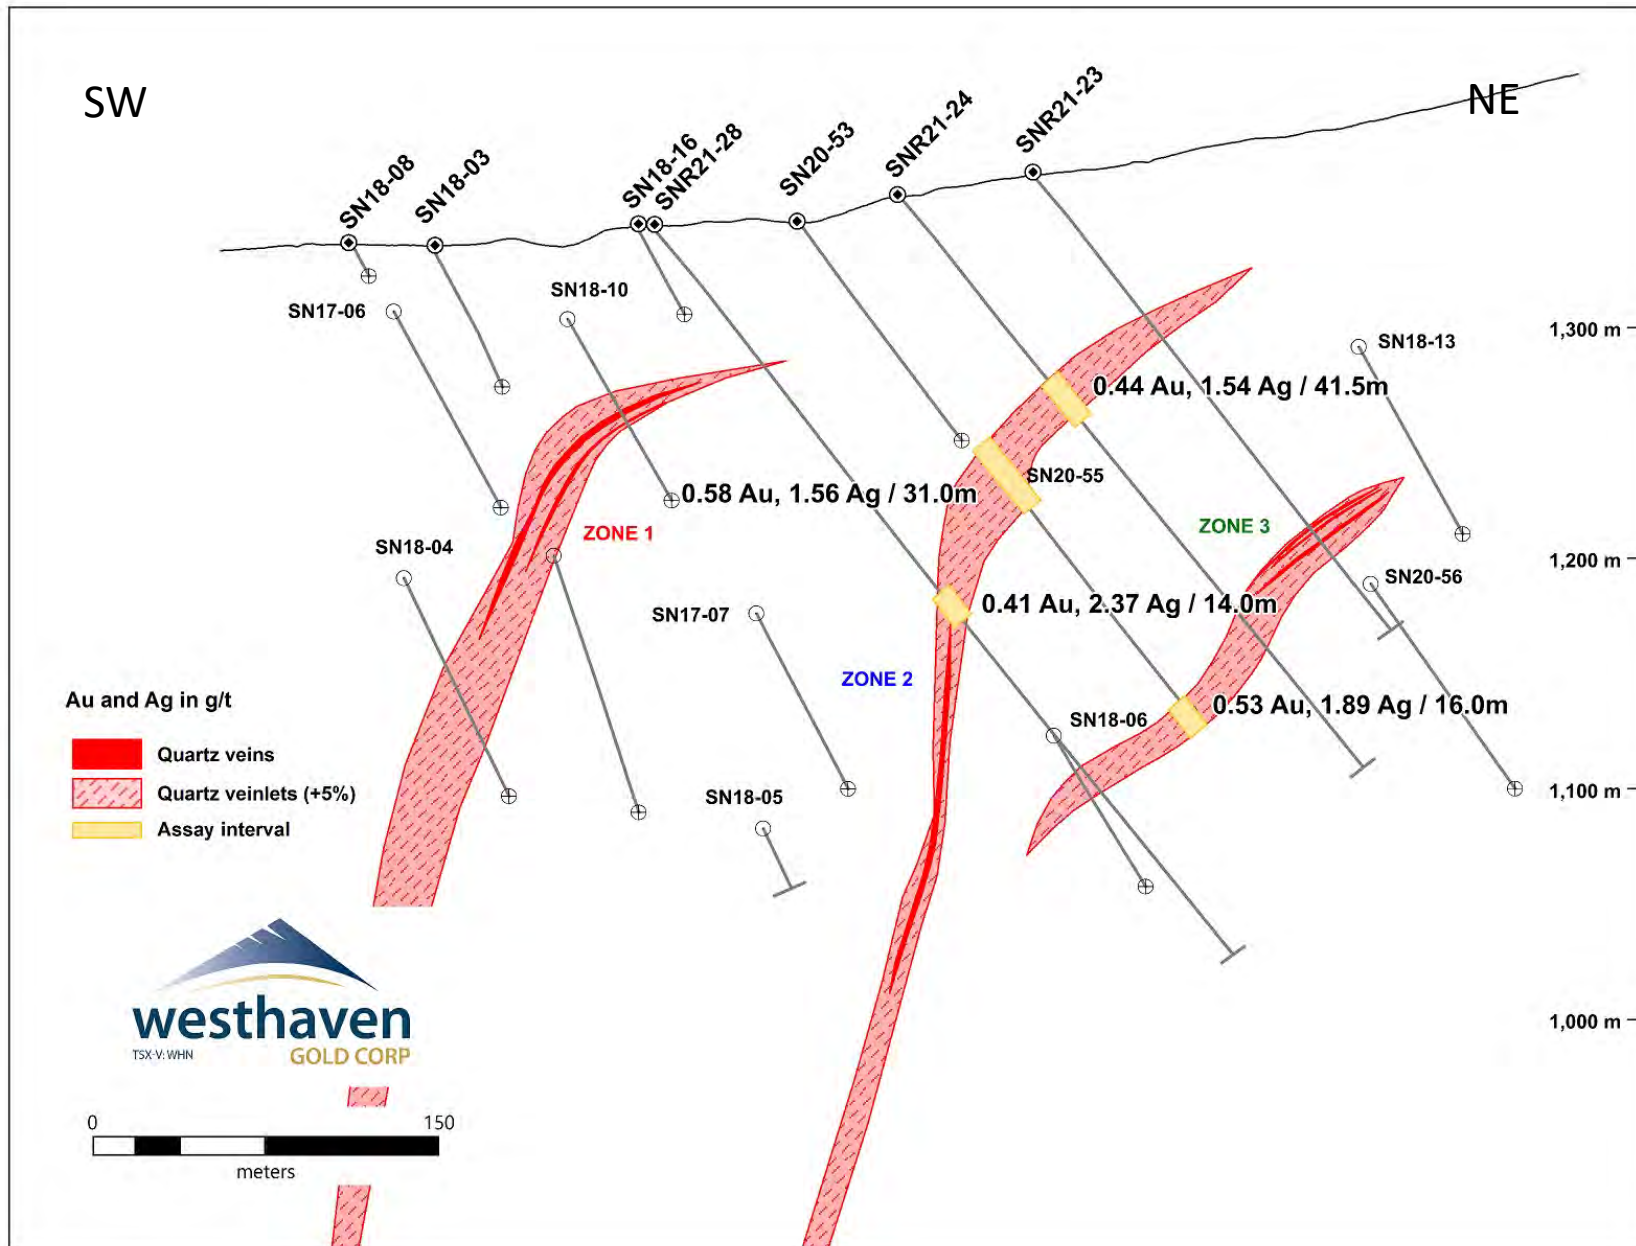 SW
NE
SN18-08
SN18-03
SN18-16
SNR21-28
SN20-53
SNR21-24
SNR21-23
SN17-06
SN18-10
1,300 m
SN18-13
0.44 Au, 1.54 Ag / 41.5m
SN20-55
0.58 Au, 1.56 Ag / 31.0m
ZONE 1
ZONE 3
SN18-04
1,200 m
SN20-56
SN17-07
0.41 Au, 2.37 Ag / 14.0m
ZONE 2
Au and Ag in g/t
0.53 Au, 1.89 Ag / 16.0m
SN18-06
Quartz veins
Quartz veinlets (+5%)
SN18-05
1,100 m
Assay interval
westhaven
TSX-V: WHN
GOLD CORP
1,000 m
0
150
meters